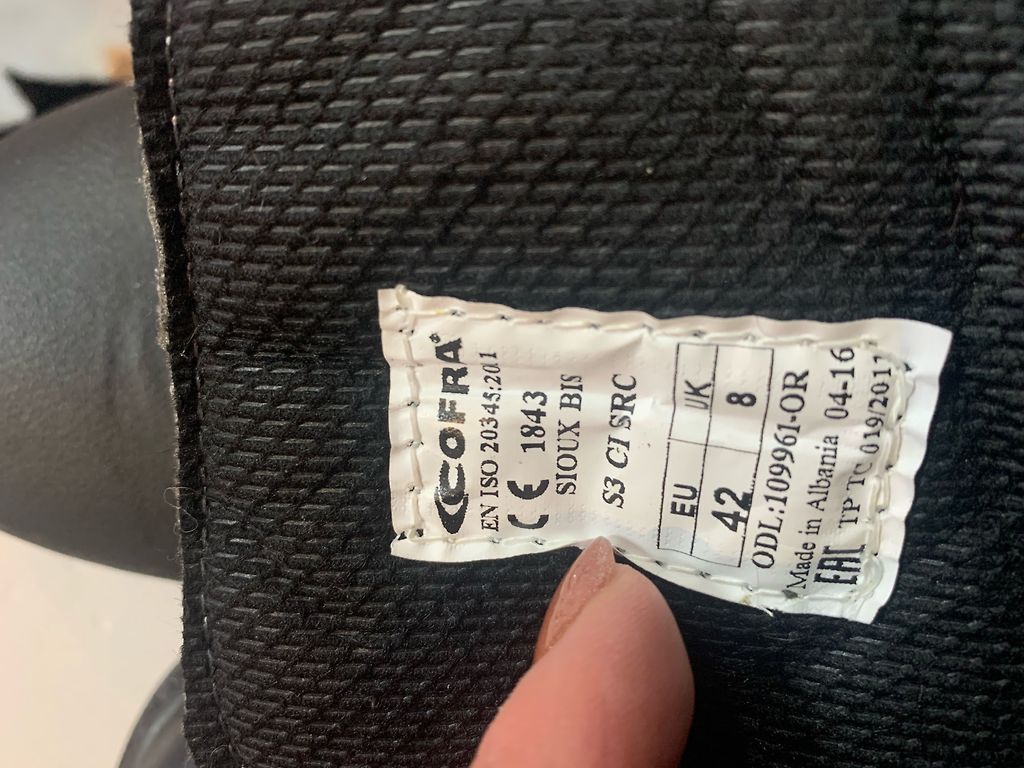 COFRA®
EN ISO 20345:201
CE 1843
SIOUX BIS
S3 CI SRC
EU UK
42 8
ODL:109961-OR
Made in Albania 04-16
EAC TP TC 019/2011